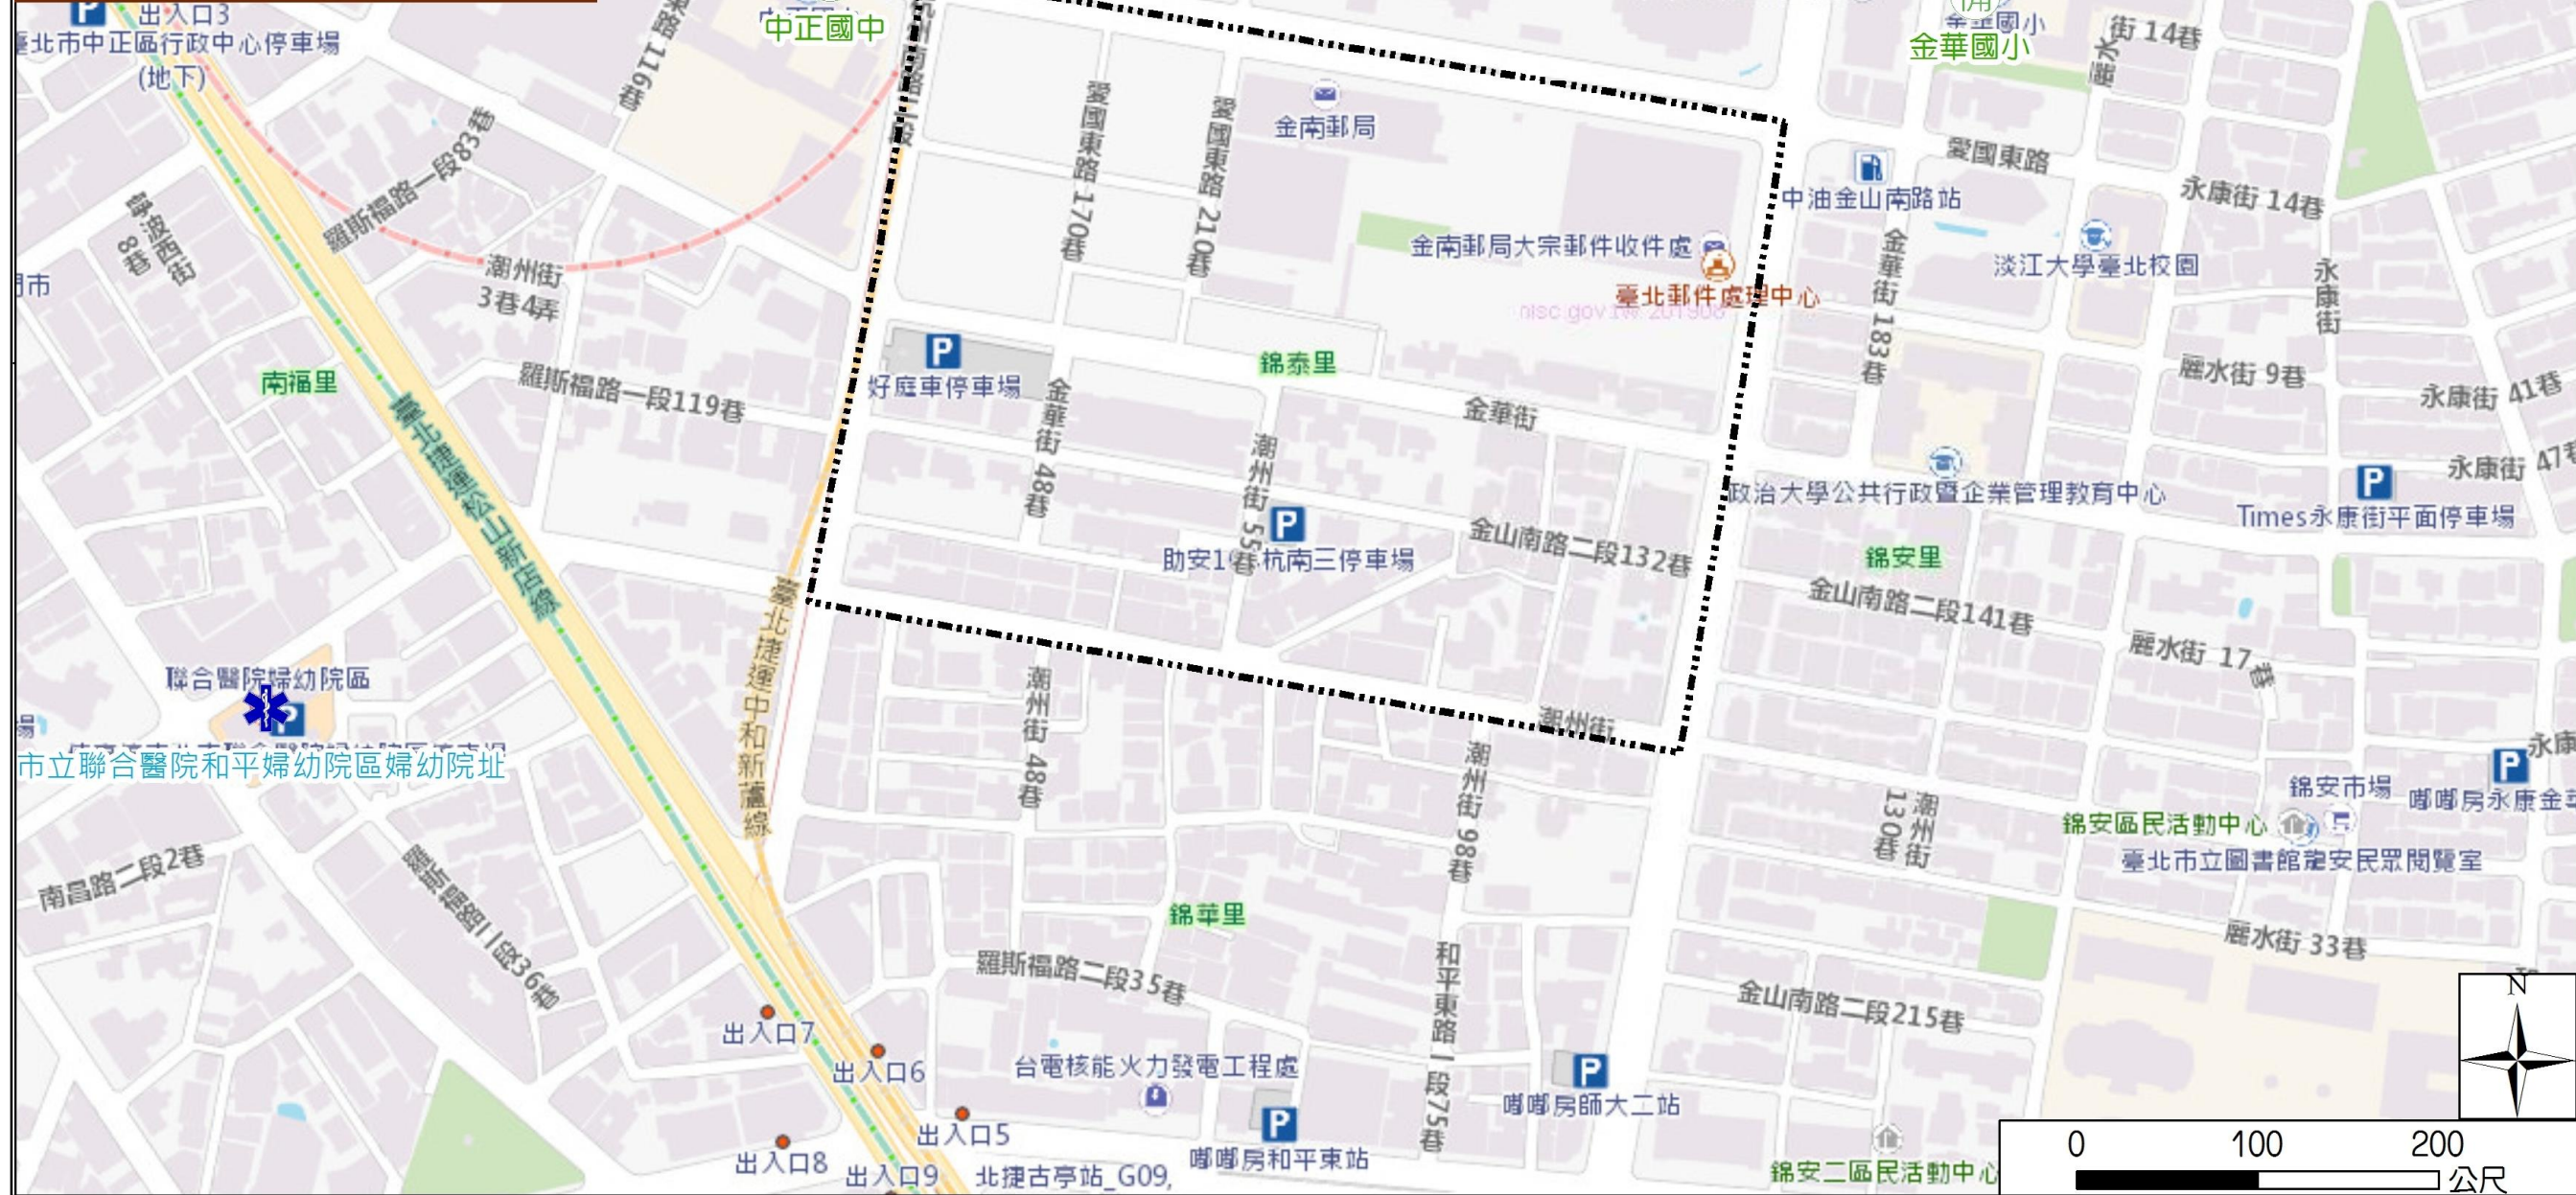 出入口3
臺北市中正區行政中心停車場
(地下)
中正國中
金華國小
金華國小
街 14巷
麗水
羅斯福路一段83巷
寧波西街
8巷
潮州街
3巷4弄
愛國東路 170巷
愛國東路 210巷
金南郵局
金南郵局大宗郵件收件處
臺北郵件處理中心
nisc.gov.tw 201908
中油金山南路站
愛國東路
永康街 14巷
淡江大學臺北校園
金華街 183巷
永康街
南福里
羅斯福路一段119巷
好庭車停車場
錦泰里
金華街
金華街 48巷
潮州街 55巷
麗水街 9巷
永康街 41巷
永康街
臺北捷運松山新店線
杭南三停車場
金山南路二段132巷
政治大學公共行政暨企業管理教育中心
Times永康街平面停車場
錦安里
金山南路二段141巷
麗水街 17巷
臺北捷運中和新蘆線
聯合醫院婦幼院區
市立聯合醫院和平婦幼院區婦幼院址
潮州街 48巷
潮州街
潮州街 98巷
潮州街
130巷
錦安市場
錦安區民活動中心
臺北市立圖書館龍安民眾閱覽室
南昌路二段2巷
羅斯福路二段36巷
錦華里
羅斯福路二段35巷
和平東路一段75巷
麗水街 33巷
金山南路二段215巷
出入口7
出入口6
台電核能火力發電工程處
出入口5
出入口8
出入口9
北捷古亭站_G09,
嘟嘟房和平東站
嘟嘟房師大二站
錦安二區民活動中心
N
0 100 200
公尺